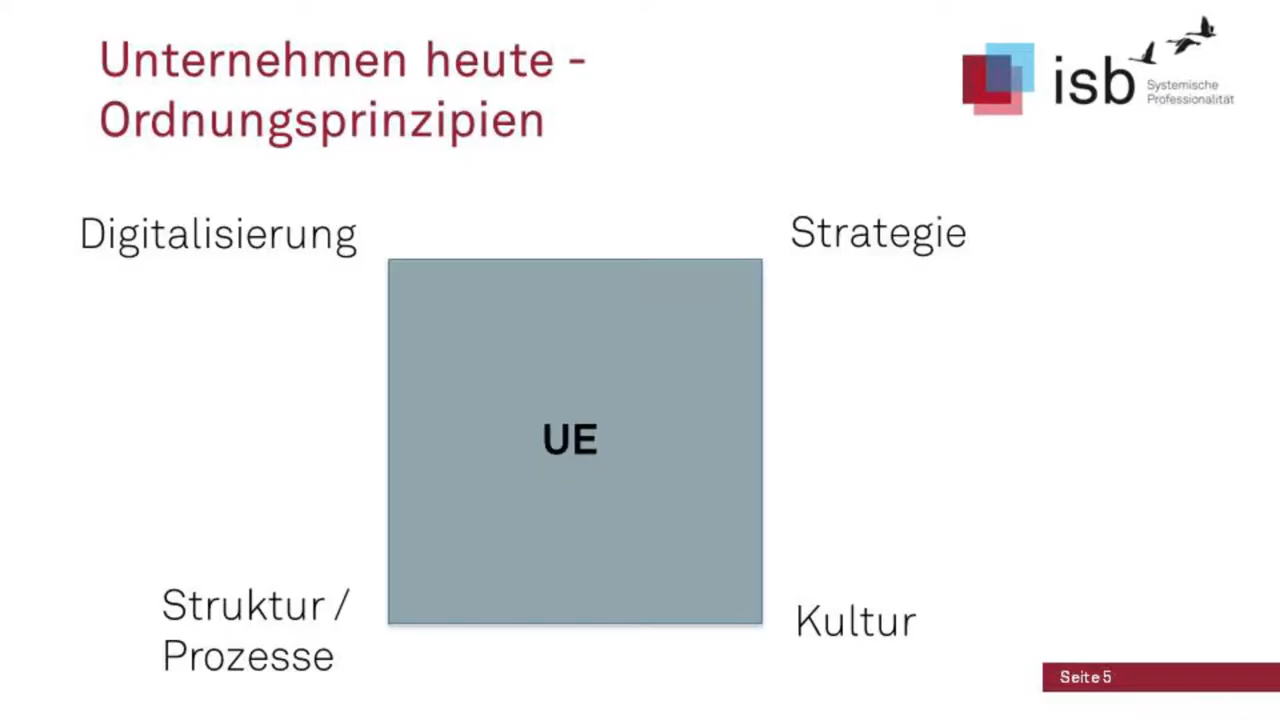 Unternehmen heute -
Ordnungsprinzipien
isb
Systemische
Professionalität
Digitalisierung
Strategie
UE
Struktur /
Prozesse
Kultur
Seite 5